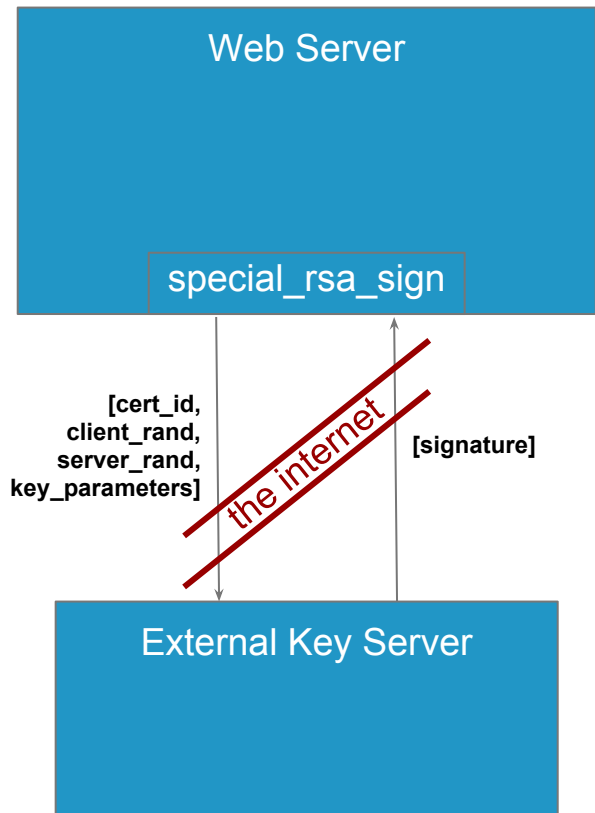 Web Server
special_rsa_sign
[cert_id,
client_rand,
server_rand,
key_parameters]
the internet
[signature]
External Key Server